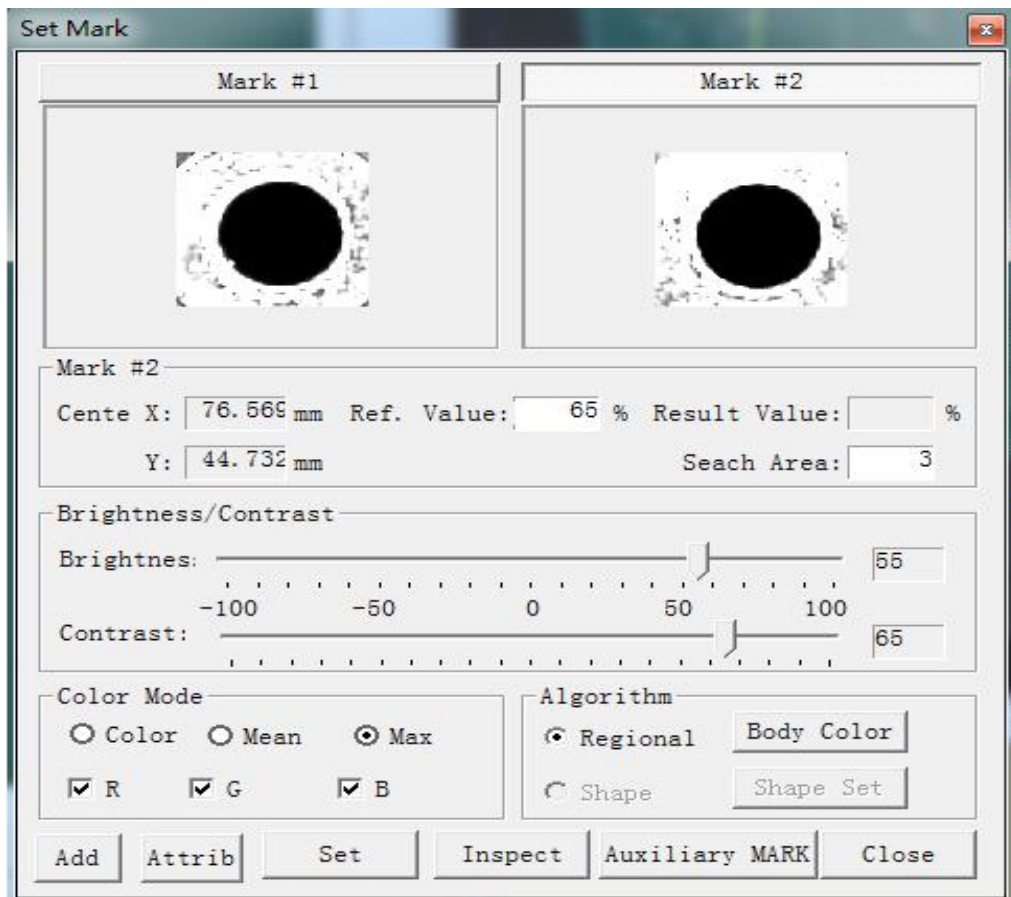 Set Mark
Mark #1
Mark #2
Mark #2
Cente X: 76.569 mm Ref. Value: 65 % Result Value: %
Y: 44.732 mm Seach Area: 3
Brightness/Contrast
Brightnes: 55
-100 -50 0 50 100
Contrast: 65
Color Mode
Color Mean Max
R G B
Algorithm
Regional Body Color
Shape Shape Set
Add Attrib Set Inspect Auxiliary MARK Close